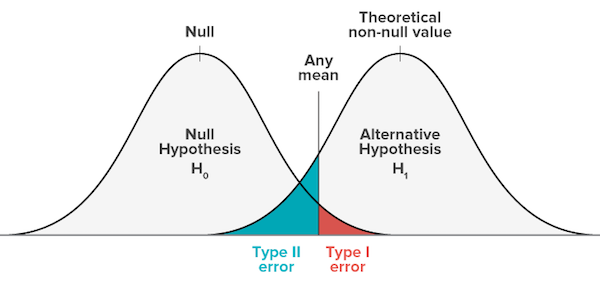 Null
Theoretical
non-null value
Any
mean
Null
Hypothesis
H₀
Alternative
Hypothesis
H₁
Type II
error
Type I
error